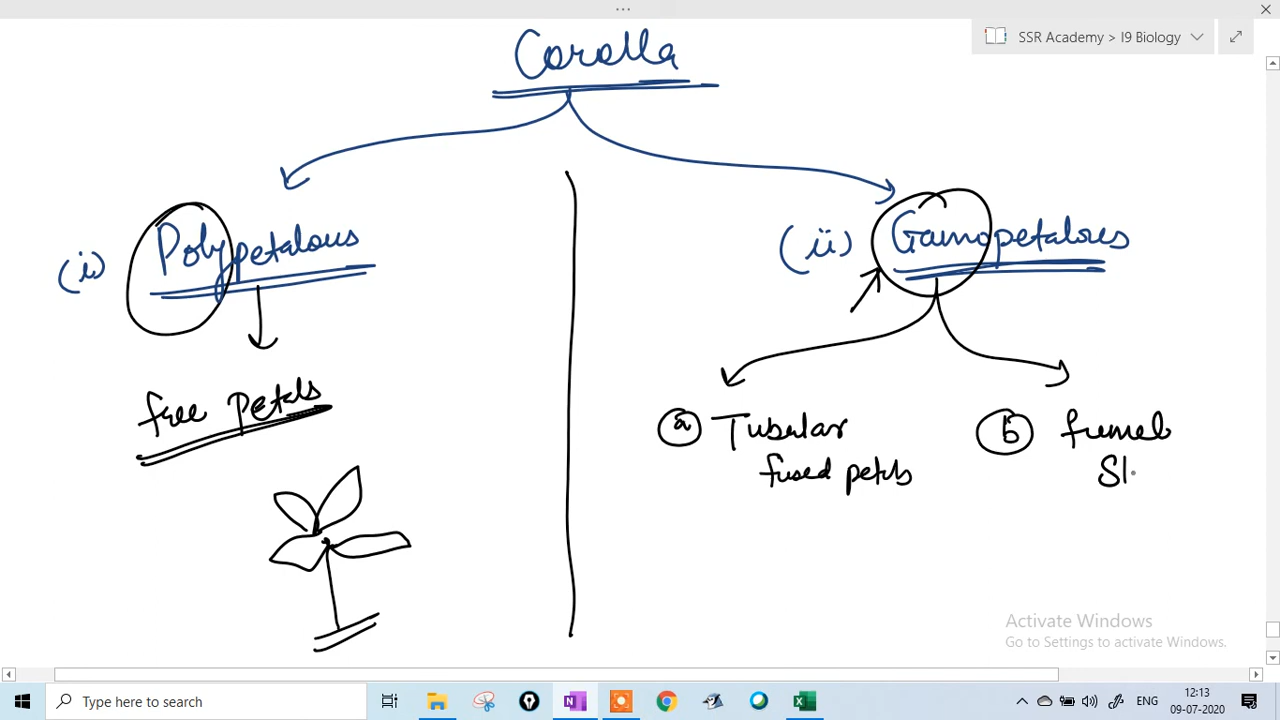 SSR Academy > I9 Biology
Corolla
(i) Polypetalous
(ii) Gamopetalous
free Petals
(a) Tubular
fused petals
(b) funnel
Sh
Activate Windows
Go to Settings to activate Windows.
Type here to search
ENG
12:13
09-07-2020